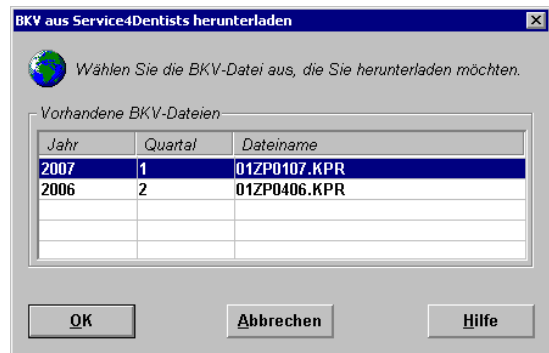 BKV aus Service4Dentists herunterladen
Wählen Sie die BKV-Datei aus, die Sie herunterladen möchten.
Vorhandene BKV-Dateien
Jahr Quartal Dateiname
2007 1 01ZP0107.KPR
2006 2 01ZP0406.KPR
OK Abbrechen Hilfe